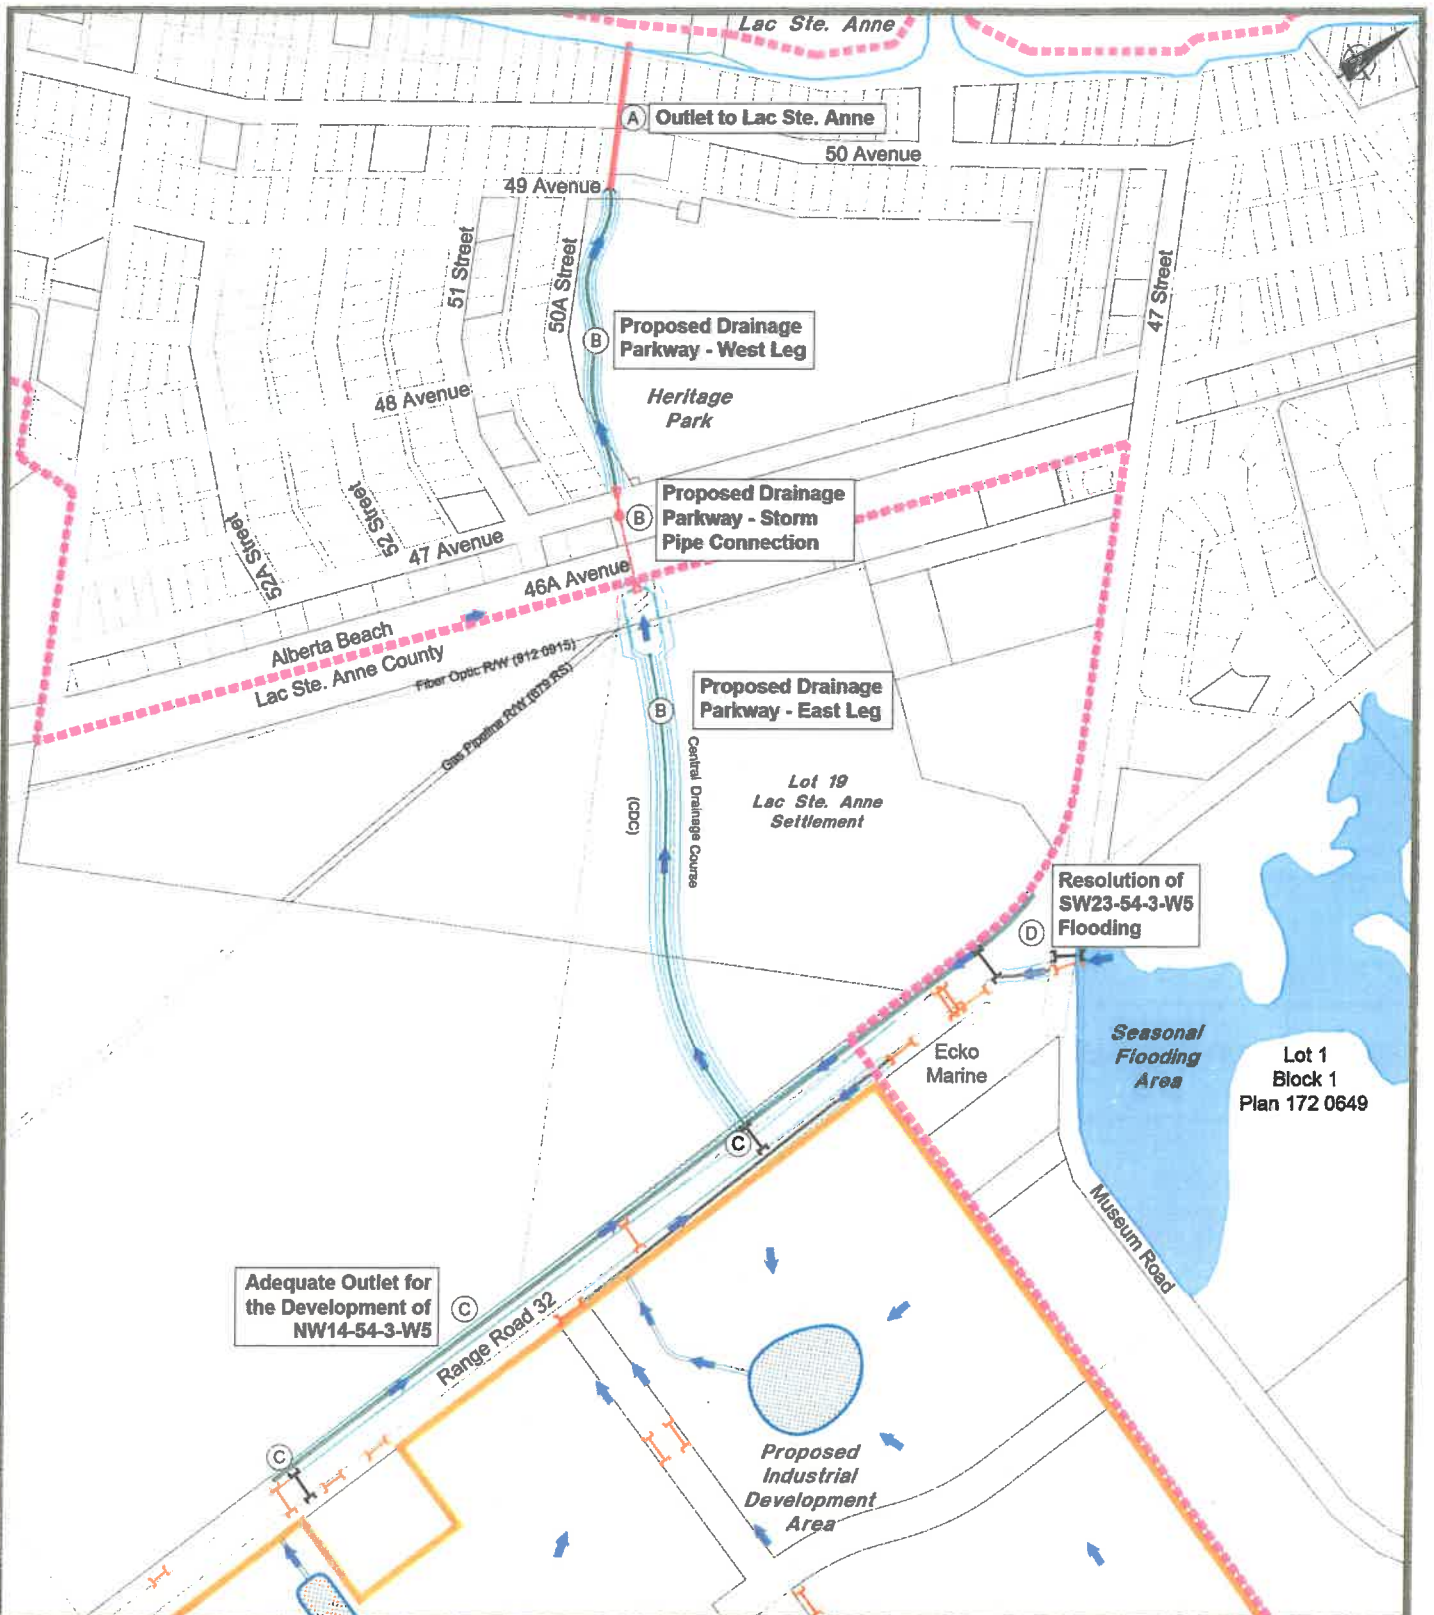 Lac Ste. Anne
A Outlet to Lac Ste. Anne
50 Avenue
49 Avenue
51 Street
50A Street
47 Street
B
Proposed Drainage
Parkway - West Leg
Heritage
Park
48 Avenue
Proposed Drainage
Parkway - Storm
Pipe Connection
B
52 Street
52A Street
47 Avenue
46A Avenue
Alberta Beach
Lac Ste. Anne County
Fiber Optic R/W (912 0915)
Gas Pipeline R/W (879 RS)
Proposed Drainage
Parkway - East Leg
B
Central Drainage Course
(CDC)
Lot 19
Lac Ste. Anne
Settlement
Resolution of
SW23-54-3-W5
Flooding
D
Seasonal
Flooding
Area
Lot 1
Block 1
Plan 172 0649
Ecko
Marine
C
Museum Road
Adequate Outlet for
the Development of
NW14-54-3-W5
C
Range Road 32
C
Proposed
Industrial
Development
Area